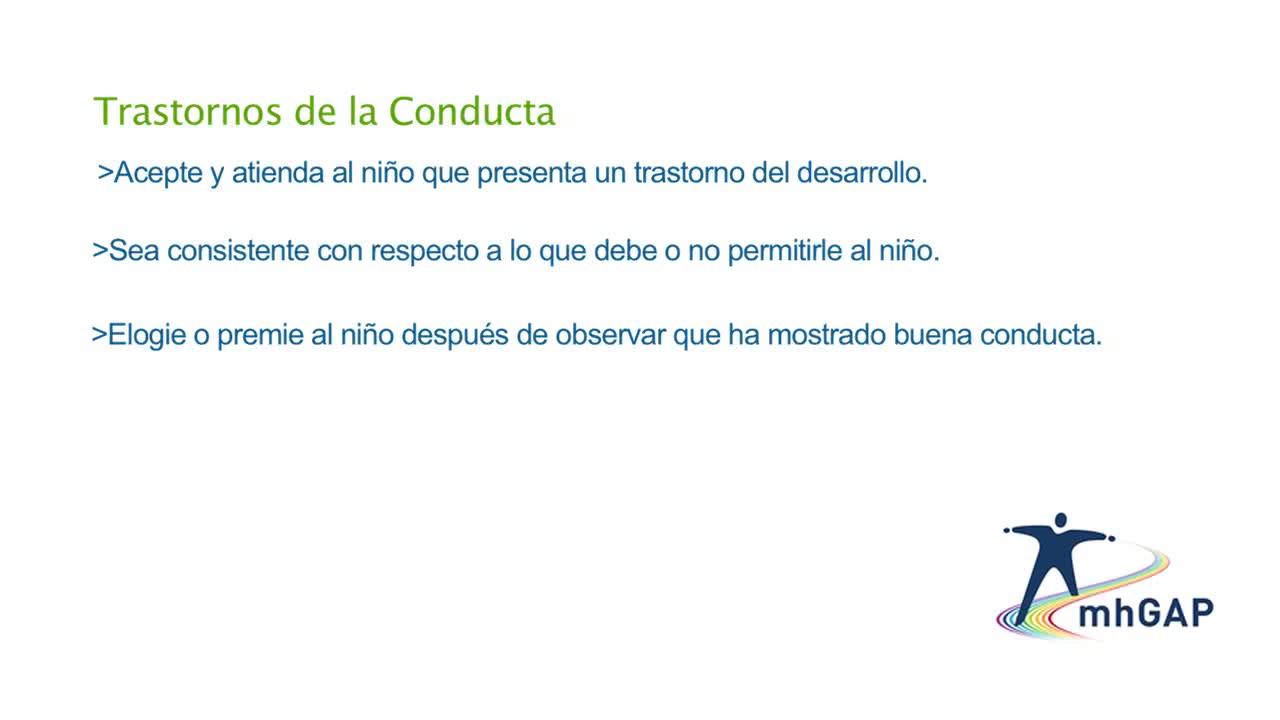 Trastornos de la Conducta
>Acepte y atienda al niño que presenta un trastorno del desarrollo.
>Sea consistente con respecto a lo que debe o no permitirle al niño.
>Elogie o premie al niño después de observar que ha mostrado buena conducta.
mhGAP